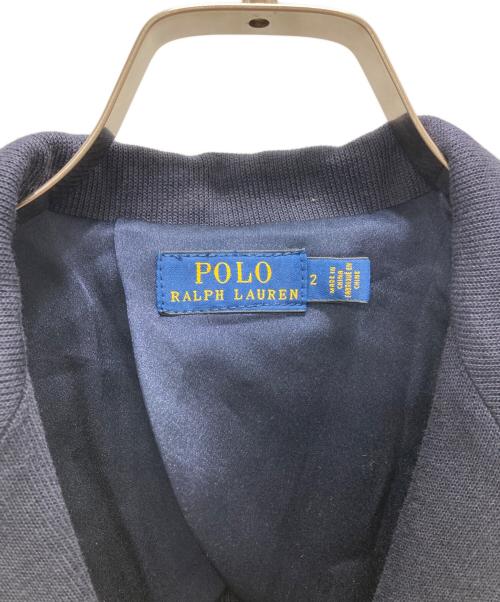 POLO
RALPH LAUREN
2
MADE IN
CHINA
FABRIQUÉ EN
CHINE